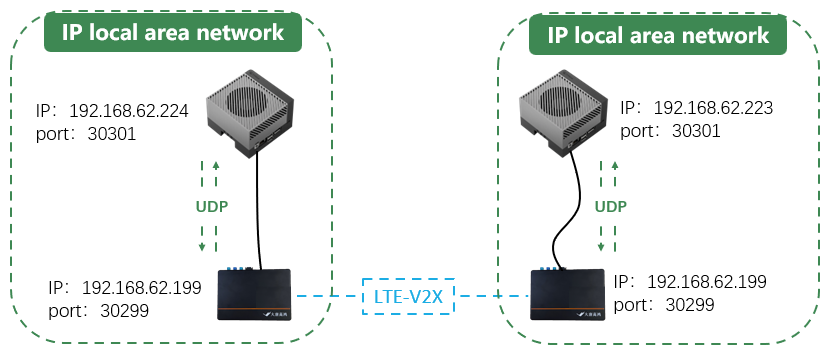 IP local area network
IP：192.168.62.224
port：30301
UDP
IP：192.168.62.199
port：30299
LTE-V2X
IP local area network
IP：192.168.62.223
port：30301
UDP
IP：192.168.62.199
port：30299